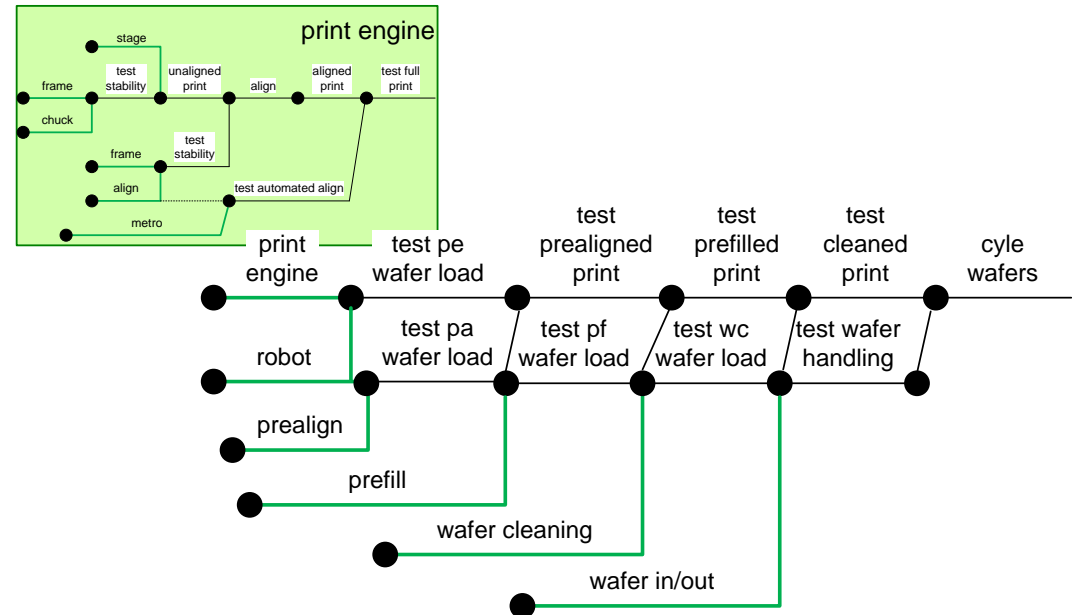 print engine
stage
frame
test
stability
unaligned
print
align
aligned
print
test full
print
chuck
frame
test
stability
align
test automated align
metro
print
engine
test pe
wafer load
test
prealigned
print
test
prefilled
print
test
cleaned
print
cyle
wafers
robot
test pa
wafer load
test pf
wafer load
test wc
wafer load
test wafer
handling
prealign
prefill
wafer cleaning
wafer in/out